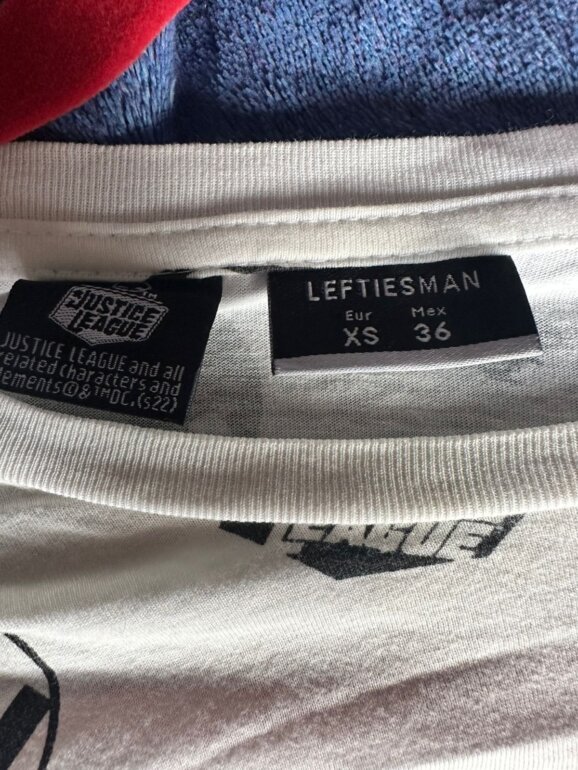 JUSTICE
LEAGUE
JUSTICE LEAGUE and all
related characters and
elements © & ™ DC. (s22)
LEFTIESMAN
Eur Mex
XS 36
LEAGUE